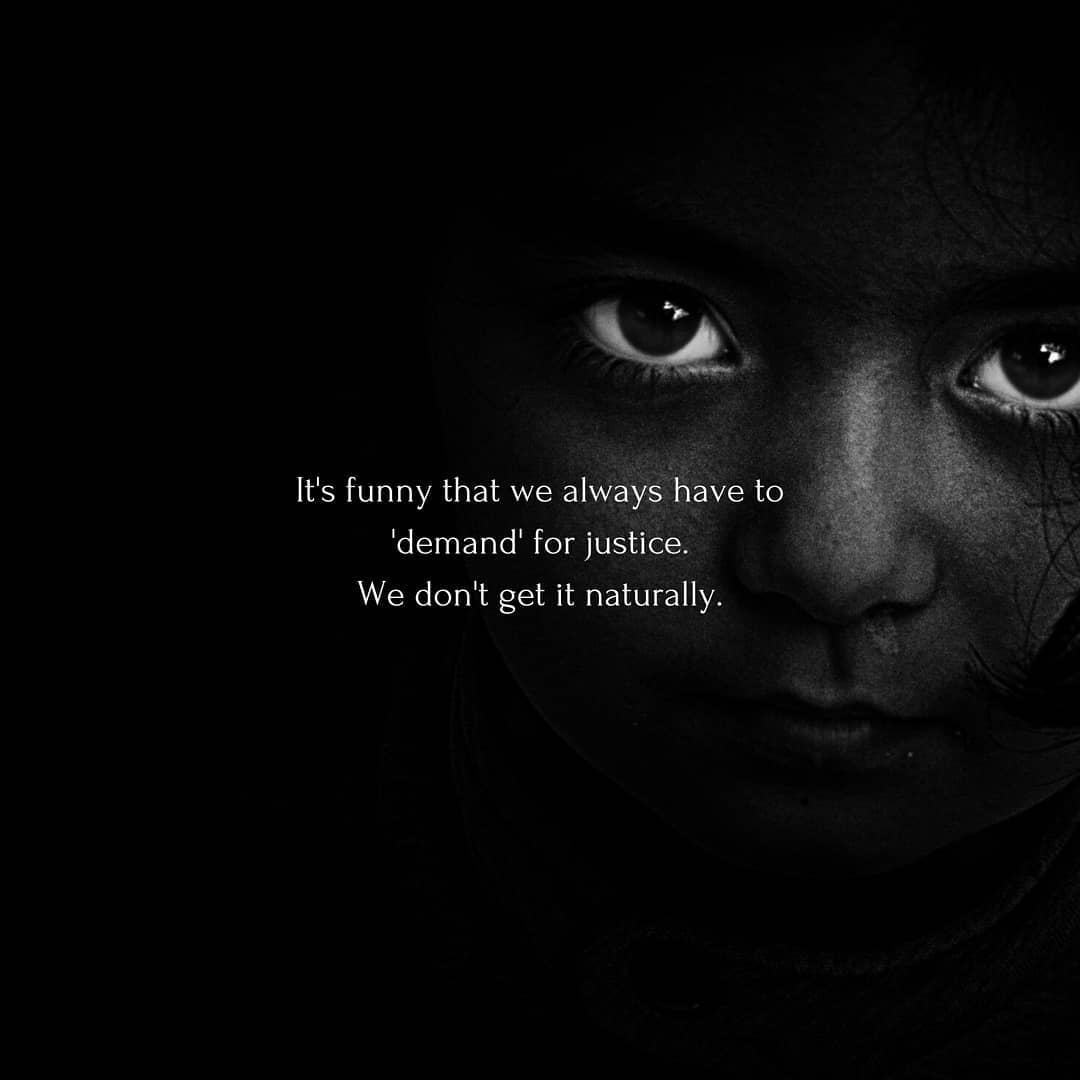 It's funny that we always have to
'demand' for justice.
We don't get it naturally.